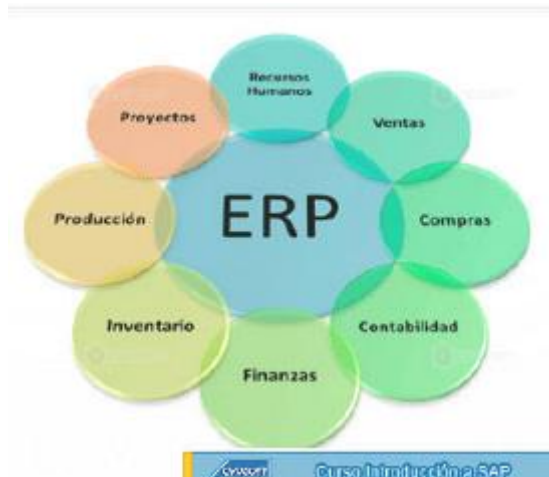 Recursos
Humanos
Proyectos
Ventas
ERP
Producción
Compras
Inventario
Contabilidad
Finanzas
Curso Introducción a SAP